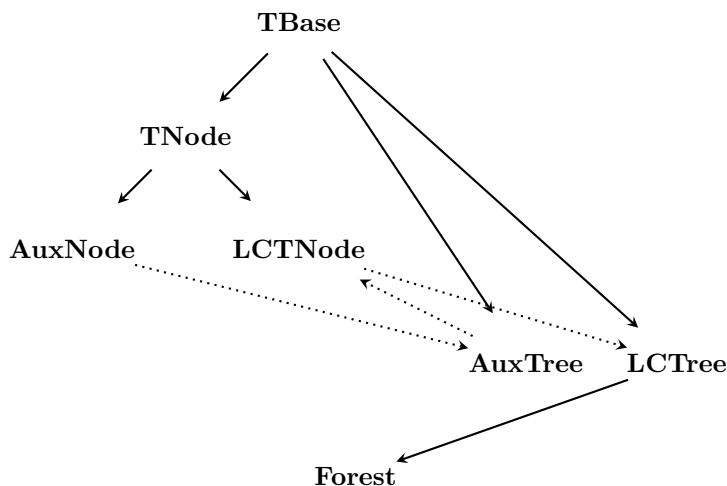 TBase
TNode
AuxNode
LCTNode
AuxTree
LCTree
Forest